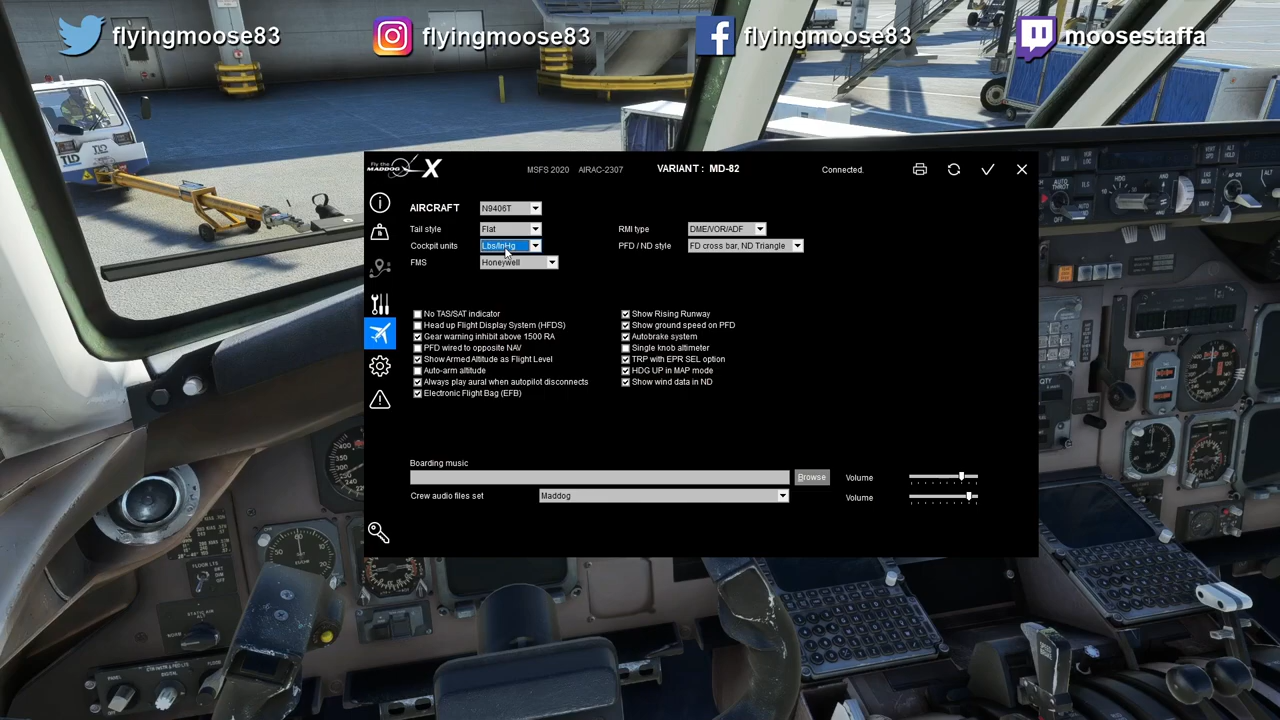 flyingmoose83 flyingmoose83 flyingmoose83 moosestaffa
Fly the
MADDOG X
MSFS 2020 AIRAC-2307 VARIANT : MD-82 Connected.
AIRCRAFT N9406T
Tail style Flat RMI type DME/VOR/ADF
Cockpit units Lbs/InHg PFD / ND style FD cross bar, ND Triangle
FMS Honeywell
No TAS/SAT indicator Show Rising Runway
Head up Flight Display System (HFDS) Show ground speed on PFD
Gear warning inhibit above 1500 RA Autobrake system
PFD wired to opposite NAV Single knob altimeter
Show Armed Altitude as Flight Level TRP with EPR SEL option
Auto-arm altitude HDG UP in MAP mode
Always play aural when autopilot disconnects Show wind data in ND
Electronic Flight Bag (EFB)
Boarding music
Browse Volume
Crew audio files set Maddog Volume
TLD